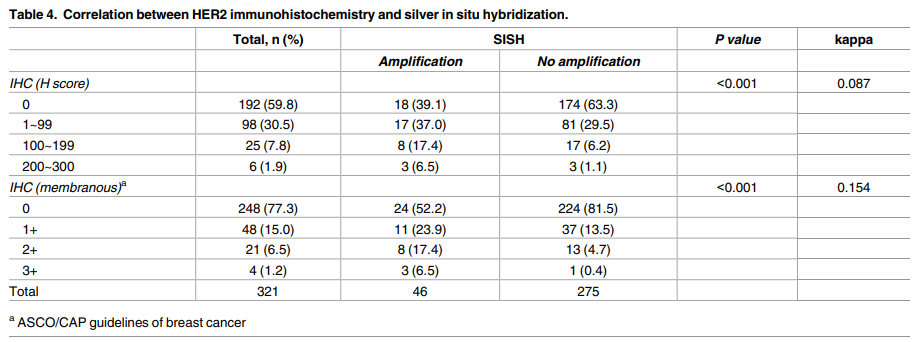 Table 4. Correlation between HER2 immunohistochemistry and silver in situ hybridization.
Total, n (%) SISH P value kappa
Amplification No amplification
IHC (H score) <0.001 0.087
0 192 (59.8) 18 (39.1) 174 (63.3)
1~99 98 (30.5) 17 (37.0) 81 (29.5)
100~199 25 (7.8) 8 (17.4) 17 (6.2)
200~300 6 (1.9) 3 (6.5) 3 (1.1)
IHC (membranous)a <0.001 0.154
0 248 (77.3) 24 (52.2) 224 (81.5)
1+ 48 (15.0) 11 (23.9) 37 (13.5)
2+ 21 (6.5) 8 (17.4) 13 (4.7)
3+ 4 (1.2) 3 (6.5) 1 (0.4)
Total 321 46 275
a ASCO/CAP guidelines of breast cancer